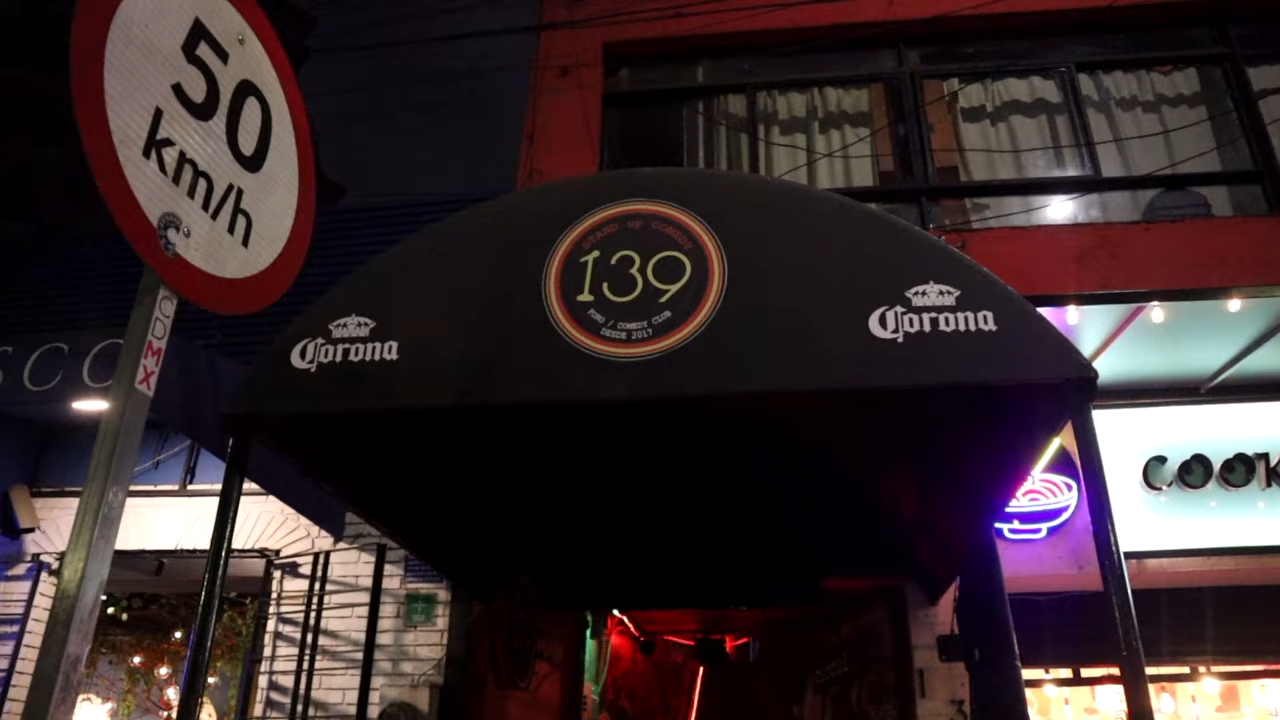 50
km/h
CDMX
SCO
STAND UP COMEDY
139
FORO / COMEDY CLUB
DESDE 2017
Corona
Corona
COOK